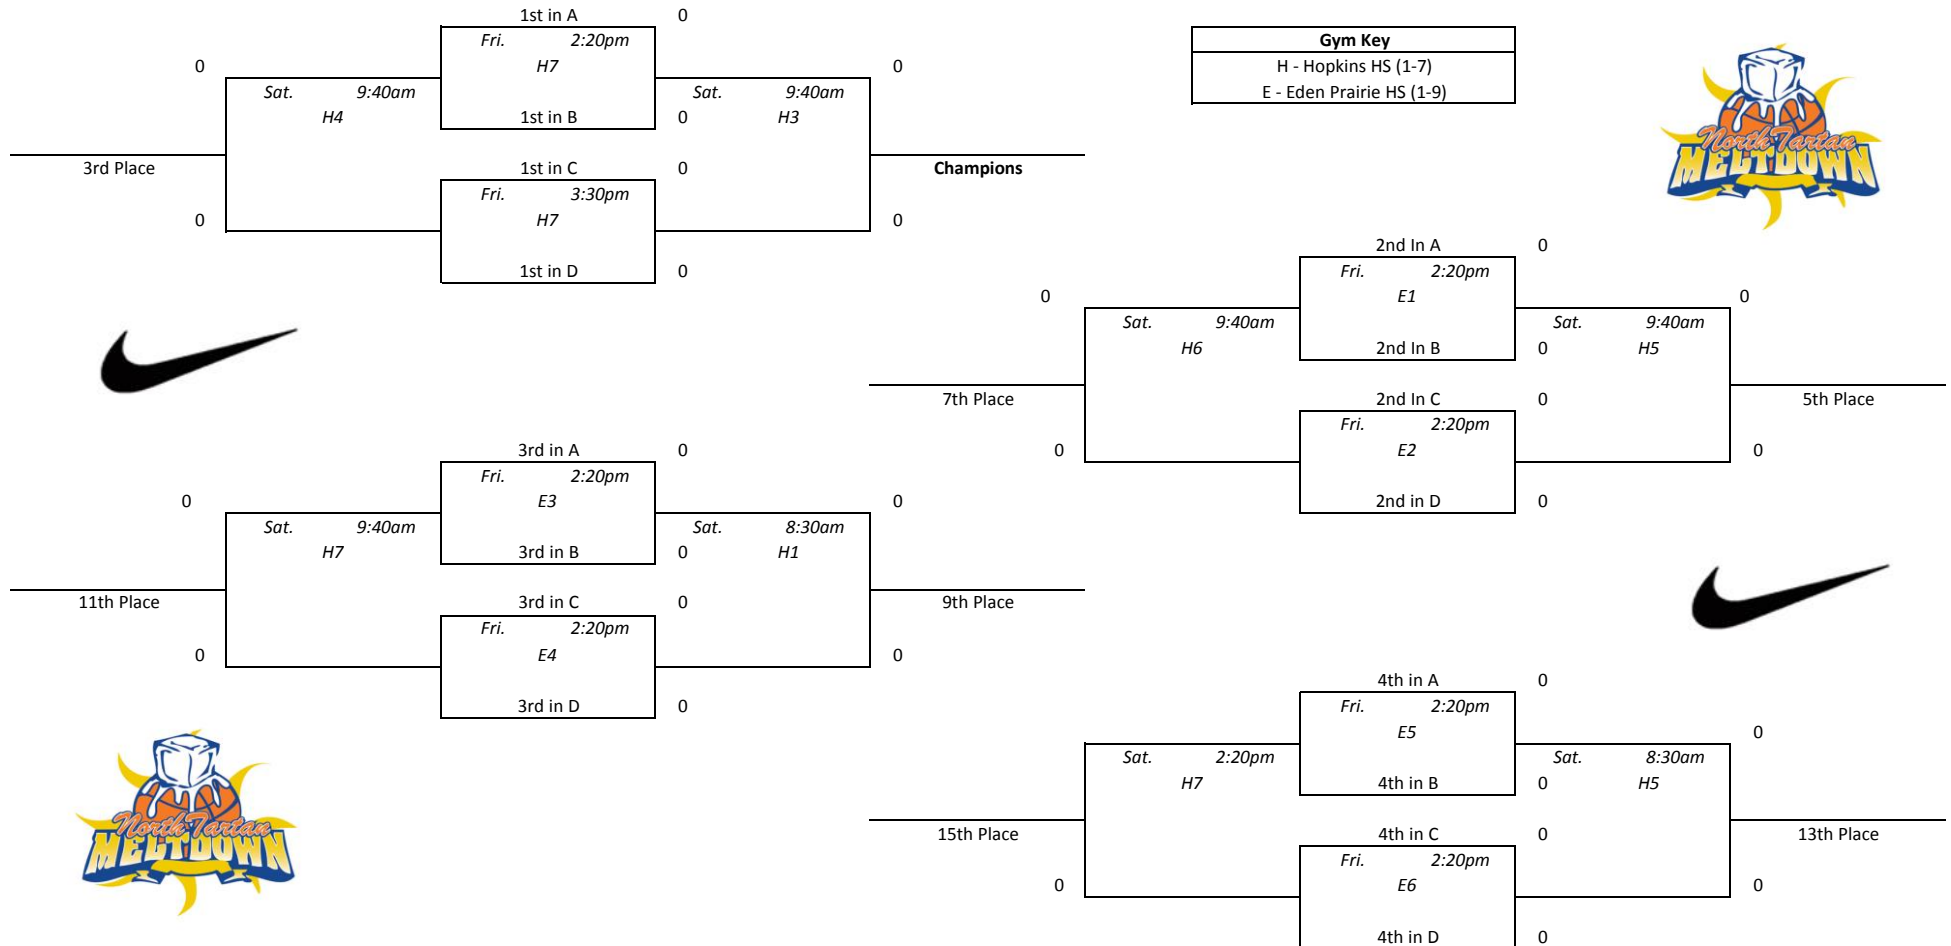 1st in A 0
Fri. 2:20pm
H7
0 0
Sat. 9:40am
H4
1st in B 0
Sat. 9:40am
H3
3rd Place
1st in C 0
Champions
Fri. 3:30pm
H7
0 0
1st in D 0
Gym Key
H - Hopkins HS (1-7)
E - Eden Prairie HS (1-9)
North Tartan
MELTDOWN
2nd In A 0
Fri. 2:20pm
E1
0 0
Sat. 9:40am
H6
2nd In B 0
Sat. 9:40am
H5
7th Place
2nd In C 0
5th Place
Fri. 2:20pm
E2
0 0
2nd in D 0
3rd in A 0
Fri. 2:20pm
E3
0 0
Sat. 9:40am
H7
3rd in B 0
Sat. 8:30am
H1
11th Place
3rd in C 0
9th Place
Fri. 2:20pm
E4
0 0
3rd in D 0
4th in A 0
Fri. 2:20pm
E5
0
Sat. 2:20pm
H7
4th in B 0
Sat. 8:30am
H5
15th Place
4th in C 0
13th Place
Fri. 2:20pm
E6
0 0
4th in D 0
North Tartan
MELTDOWN